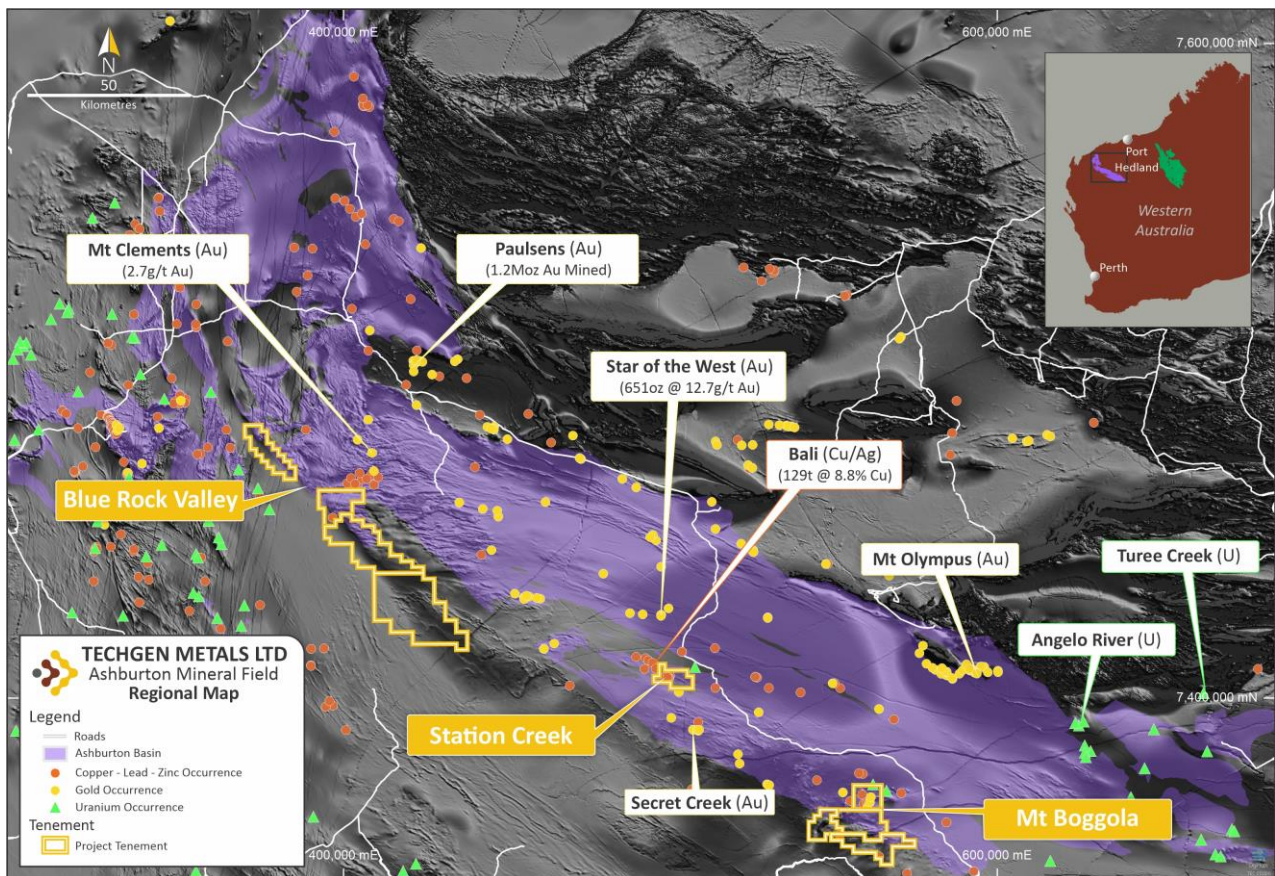 400,000 mE
600,000 mE
7,600,000 mN
N
50
Kilometres
Port
Hedland
Western
Australia
Perth
Mt Clements (Au)
(2.7g/t Au)
Paulsens (Au)
(1.2Moz Au Mined)
Star of the West (Au)
(651oz @ 12.7g/t Au)
Bali (Cu/Ag)
(129t @ 8.8% Cu)
Blue Rock Valley
Mt Olympus (Au)
Turee Creek (U)
Angelo River (U)
7,400,000 mN
Station Creek
Secret Creek (Au)
Mt Boggola
TECHGEN METALS LTD
Ashburton Mineral Field
Regional Map
Legend
Roads
Ashburton Basin
Copper - Lead - Zinc Occurrence
Gold Occurrence
Uranium Occurrence
Tenement
Project Tenement
400,000 mE
600,000 mE